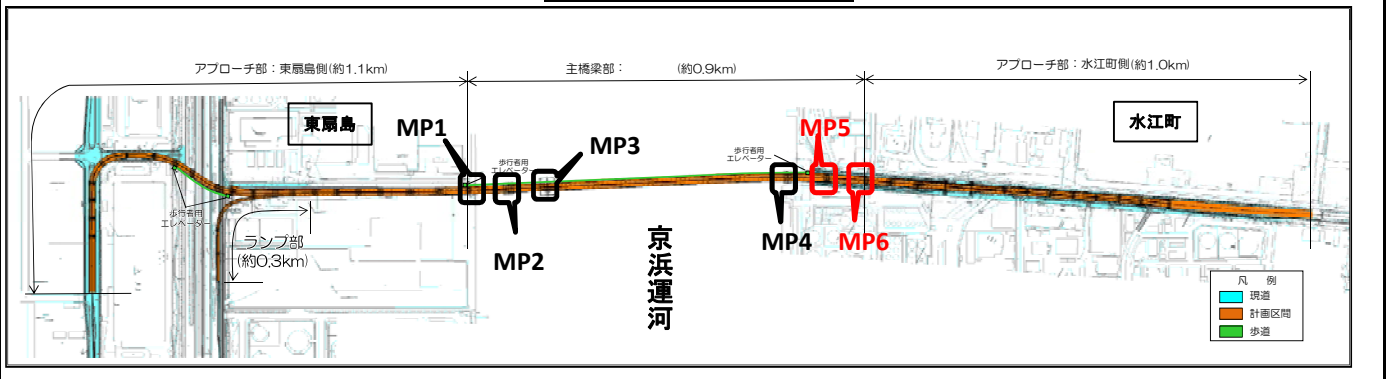 アプローチ部：東扇島側(約1.1km)
主橋梁部： (約0.9km)
アプローチ部：水江町側(約1.0km)
東扇島
水江町
MP1
MP2
MP3
MP4
MP5
MP6
歩行者用
エレベーター
歩行者用
エレベーター
歩行者用
エレベーター
ランプ部
(約0.3km)
京浜運河
凡 例
現道
計画区間
歩道